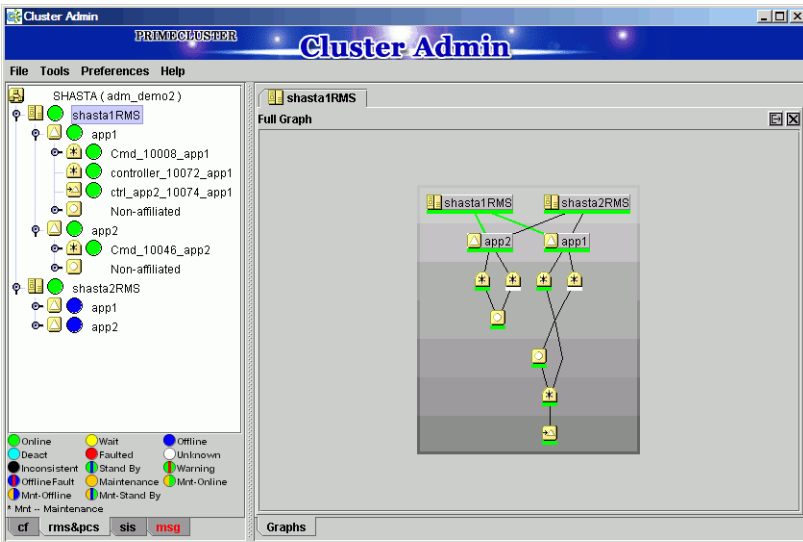 Cluster Admin
PRIMECLUSTER
Cluster Admin
File Tools Preferences Help
SHASTA ( adm_demo2 )
shasta1RMS
app1
Cmd_10008_app1
controller_10072_app1
ctrl_app2_10074_app1
Non-affiliated
app2
Cmd_10046_app2
Non-affiliated
shasta2RMS
app1
app2
Online Wait Offline
Deact Faulted Unknown
Inconsistent Stand By Warning
OfflineFault Maintenance Mnt-Online
Mnt-Offline Mnt-Stand By
* Mnt -- Maintenance
cf rms&pcs sis msg
shasta1RMS
Full Graph
shasta1RMS shasta2RMS
app2 app1
Graphs